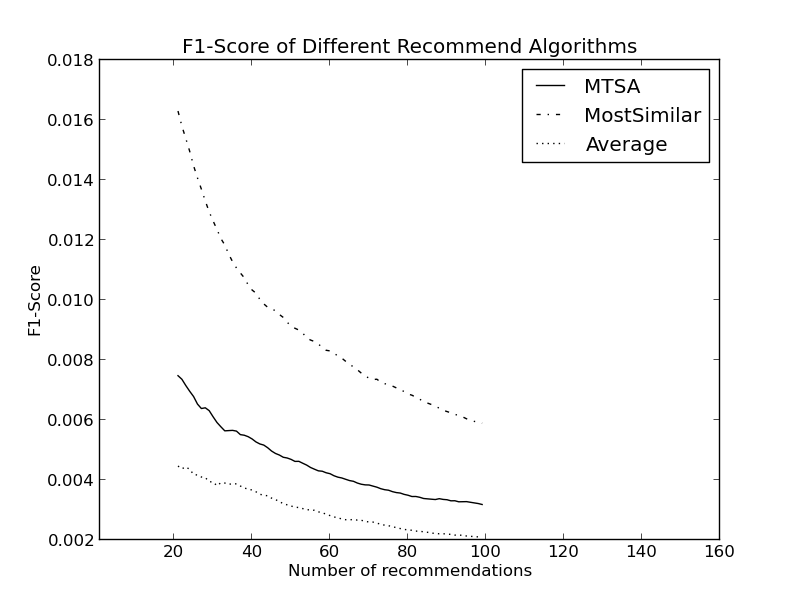 F1-Score of Different Recommend Algorithms
0.018
0.016
0.014
0.012
0.010
0.008
0.006
0.004
0.002
F1-Score
MTSA
MostSimilar
Average
20 40 60 80 100 120 140 160
Number of recommendations